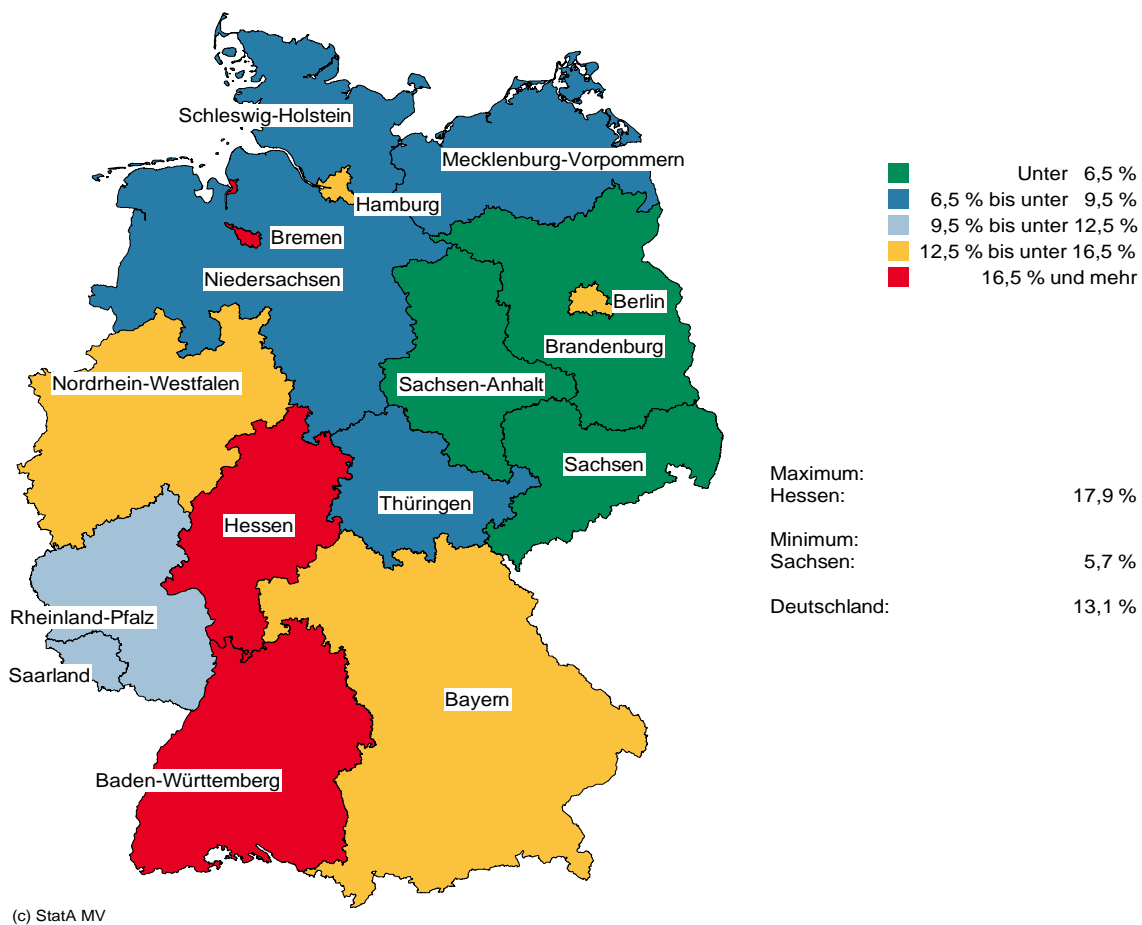 Schleswig-Holstein
Mecklenburg-Vorpommern
Hamburg
Bremen
Niedersachsen
Berlin
Brandenburg
Nordrhein-Westfalen
Sachsen-Anhalt
Sachsen
Thüringen
Hessen
Rheinland-Pfalz
Saarland
Bayern
Baden-Württemberg
Unter 6,5 %
6,5 % bis unter 9,5 %
9,5 % bis unter 12,5 %
12,5 % bis unter 16,5 %
16,5 % und mehr
Maximum:
Hessen: 17,9 %
Minimum:
Sachsen: 5,7 %
Deutschland: 13,1 %
(c) StatA MV